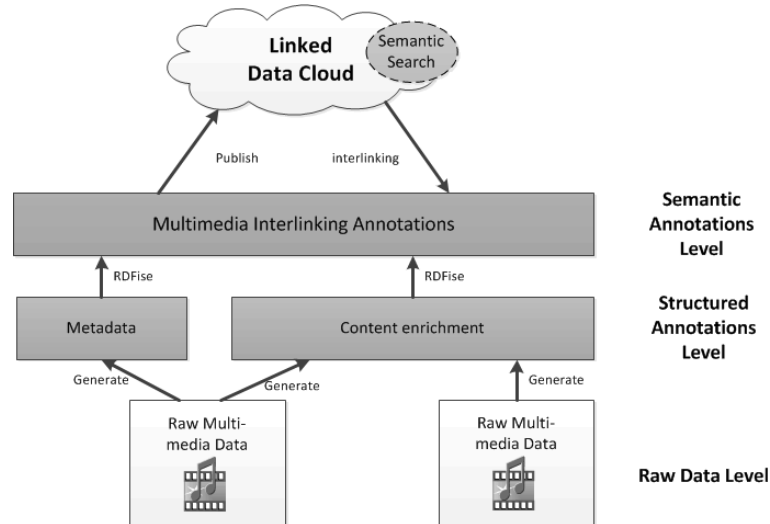 Linked
Data Cloud
Semantic
Search
Publish
interlinking
Multimedia Interlinking Annotations
Semantic
Annotations
Level
RDFise
RDFise
Metadata
Content enrichment
Structured
Annotations
Level
Generate
Generate
Generate
Raw Multi-
media Data
Raw Multi-
media Data
Raw Data Level